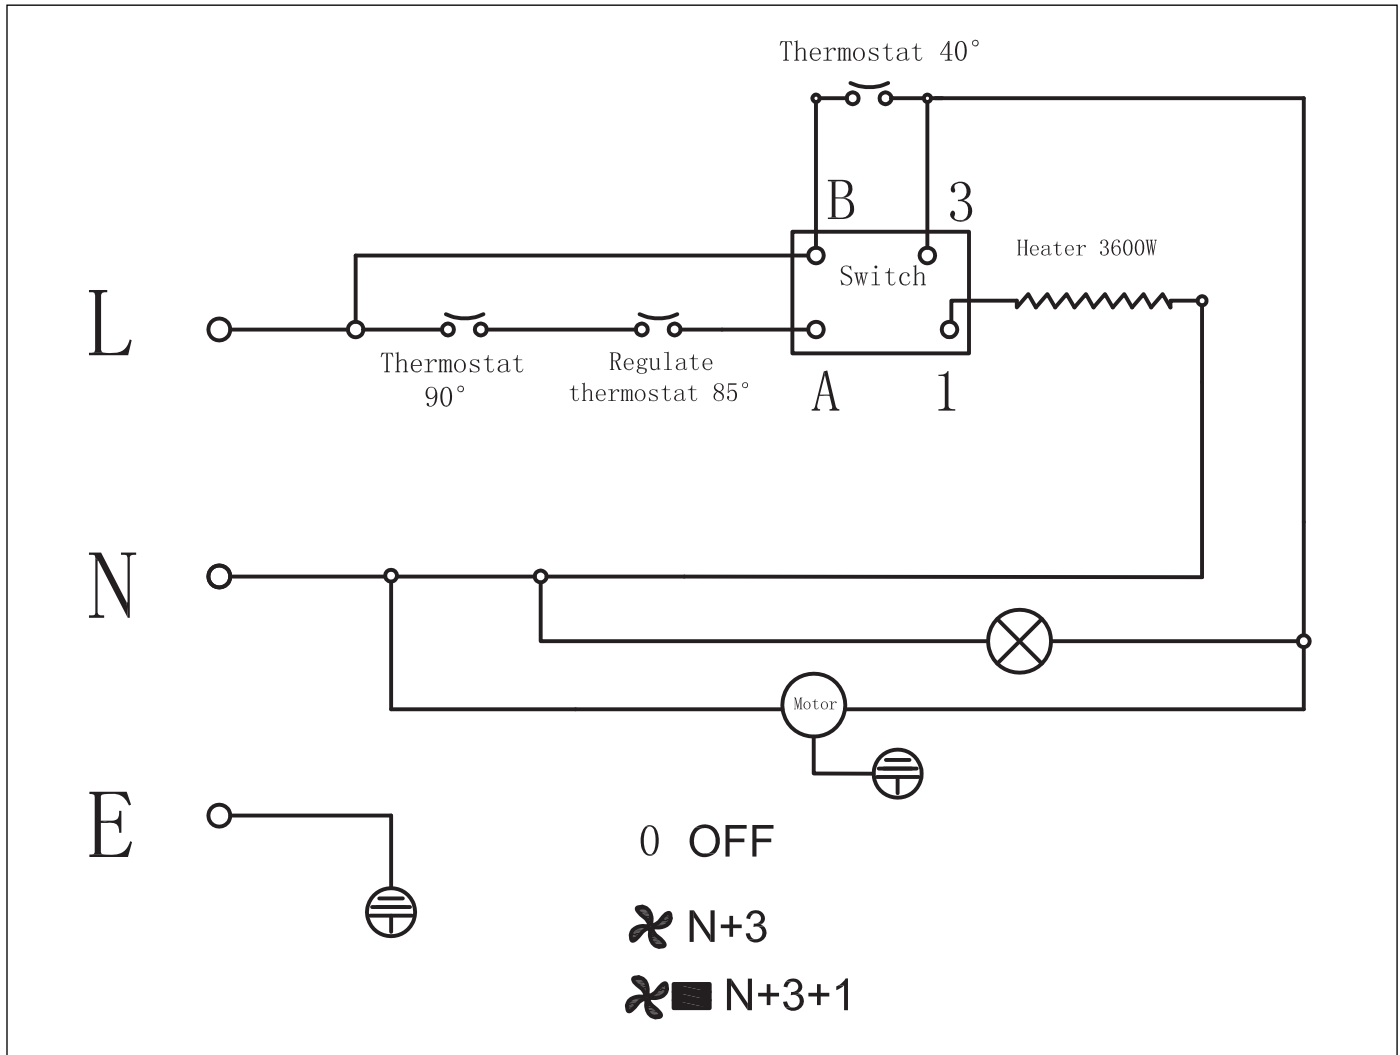 Thermostat 40°
B 3
Switch
Heater 3600W
L
Thermostat
90°
Regulate
thermostat 85°
A 1
N
Motor
E
0 OFF
N+3
N+3+1